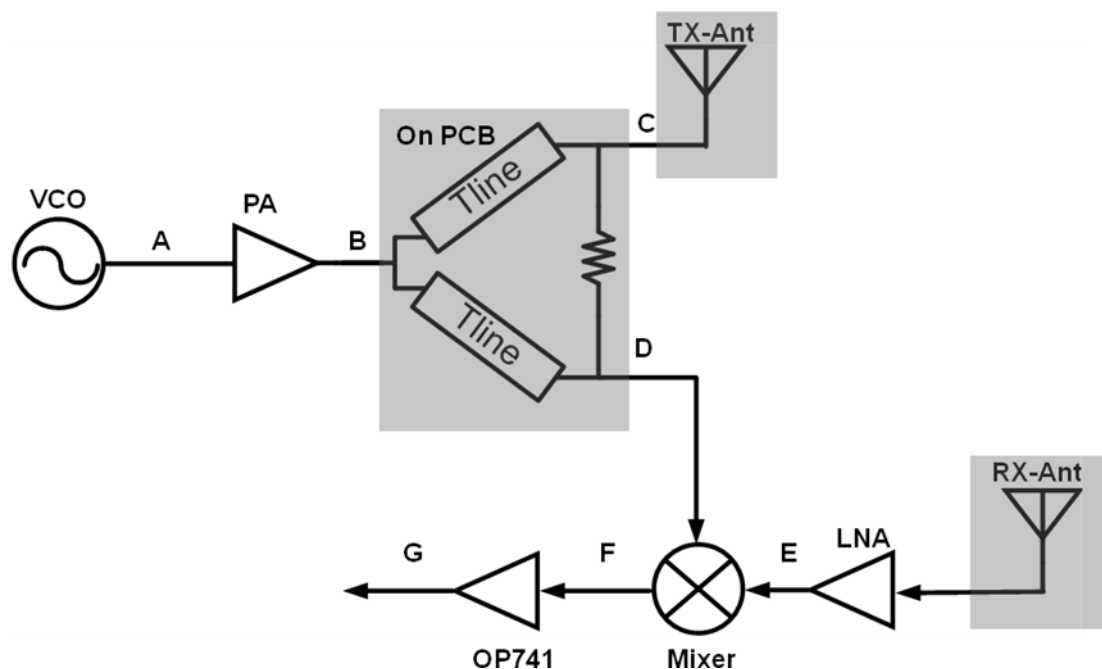 TX-Ant
On PCB
C
Tline
VCO
PA
A
B
Tline
D
RX-Ant
G
F
E
LNA
OP741
Mixer